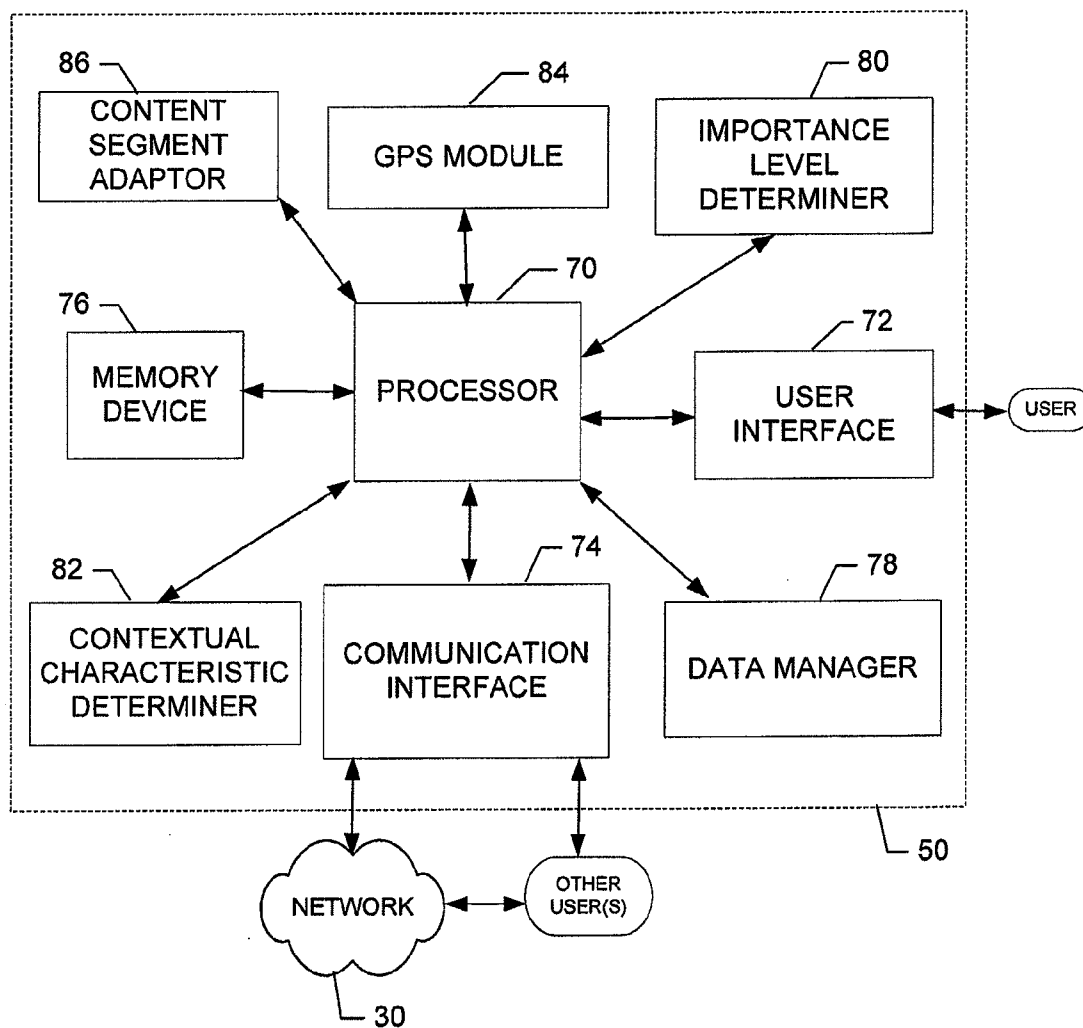 86
CONTENT
SEGMENT
ADAPTOR
84
GPS MODULE
80
IMPORTANCE
LEVEL
DETERMINER
76
MEMORY
DEVICE
70
PROCESSOR
72
USER
INTERFACE
USER
82
CONTEXTUAL
CHARACTERISTIC
DETERMINER
74
COMMUNICATION
INTERFACE
78
DATA MANAGER
50
NETWORK
30
OTHER
USER(S)